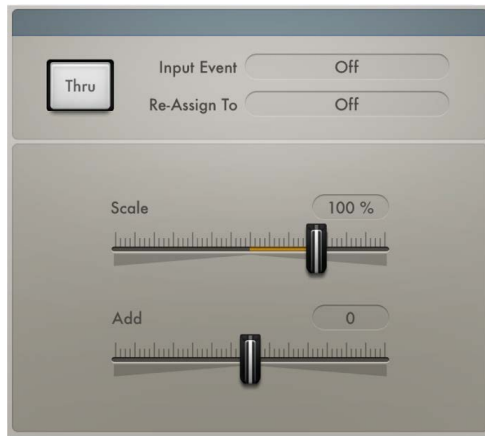 Thru
Input Event Off
Re-Assign To Off
Scale 100 %
Add 0